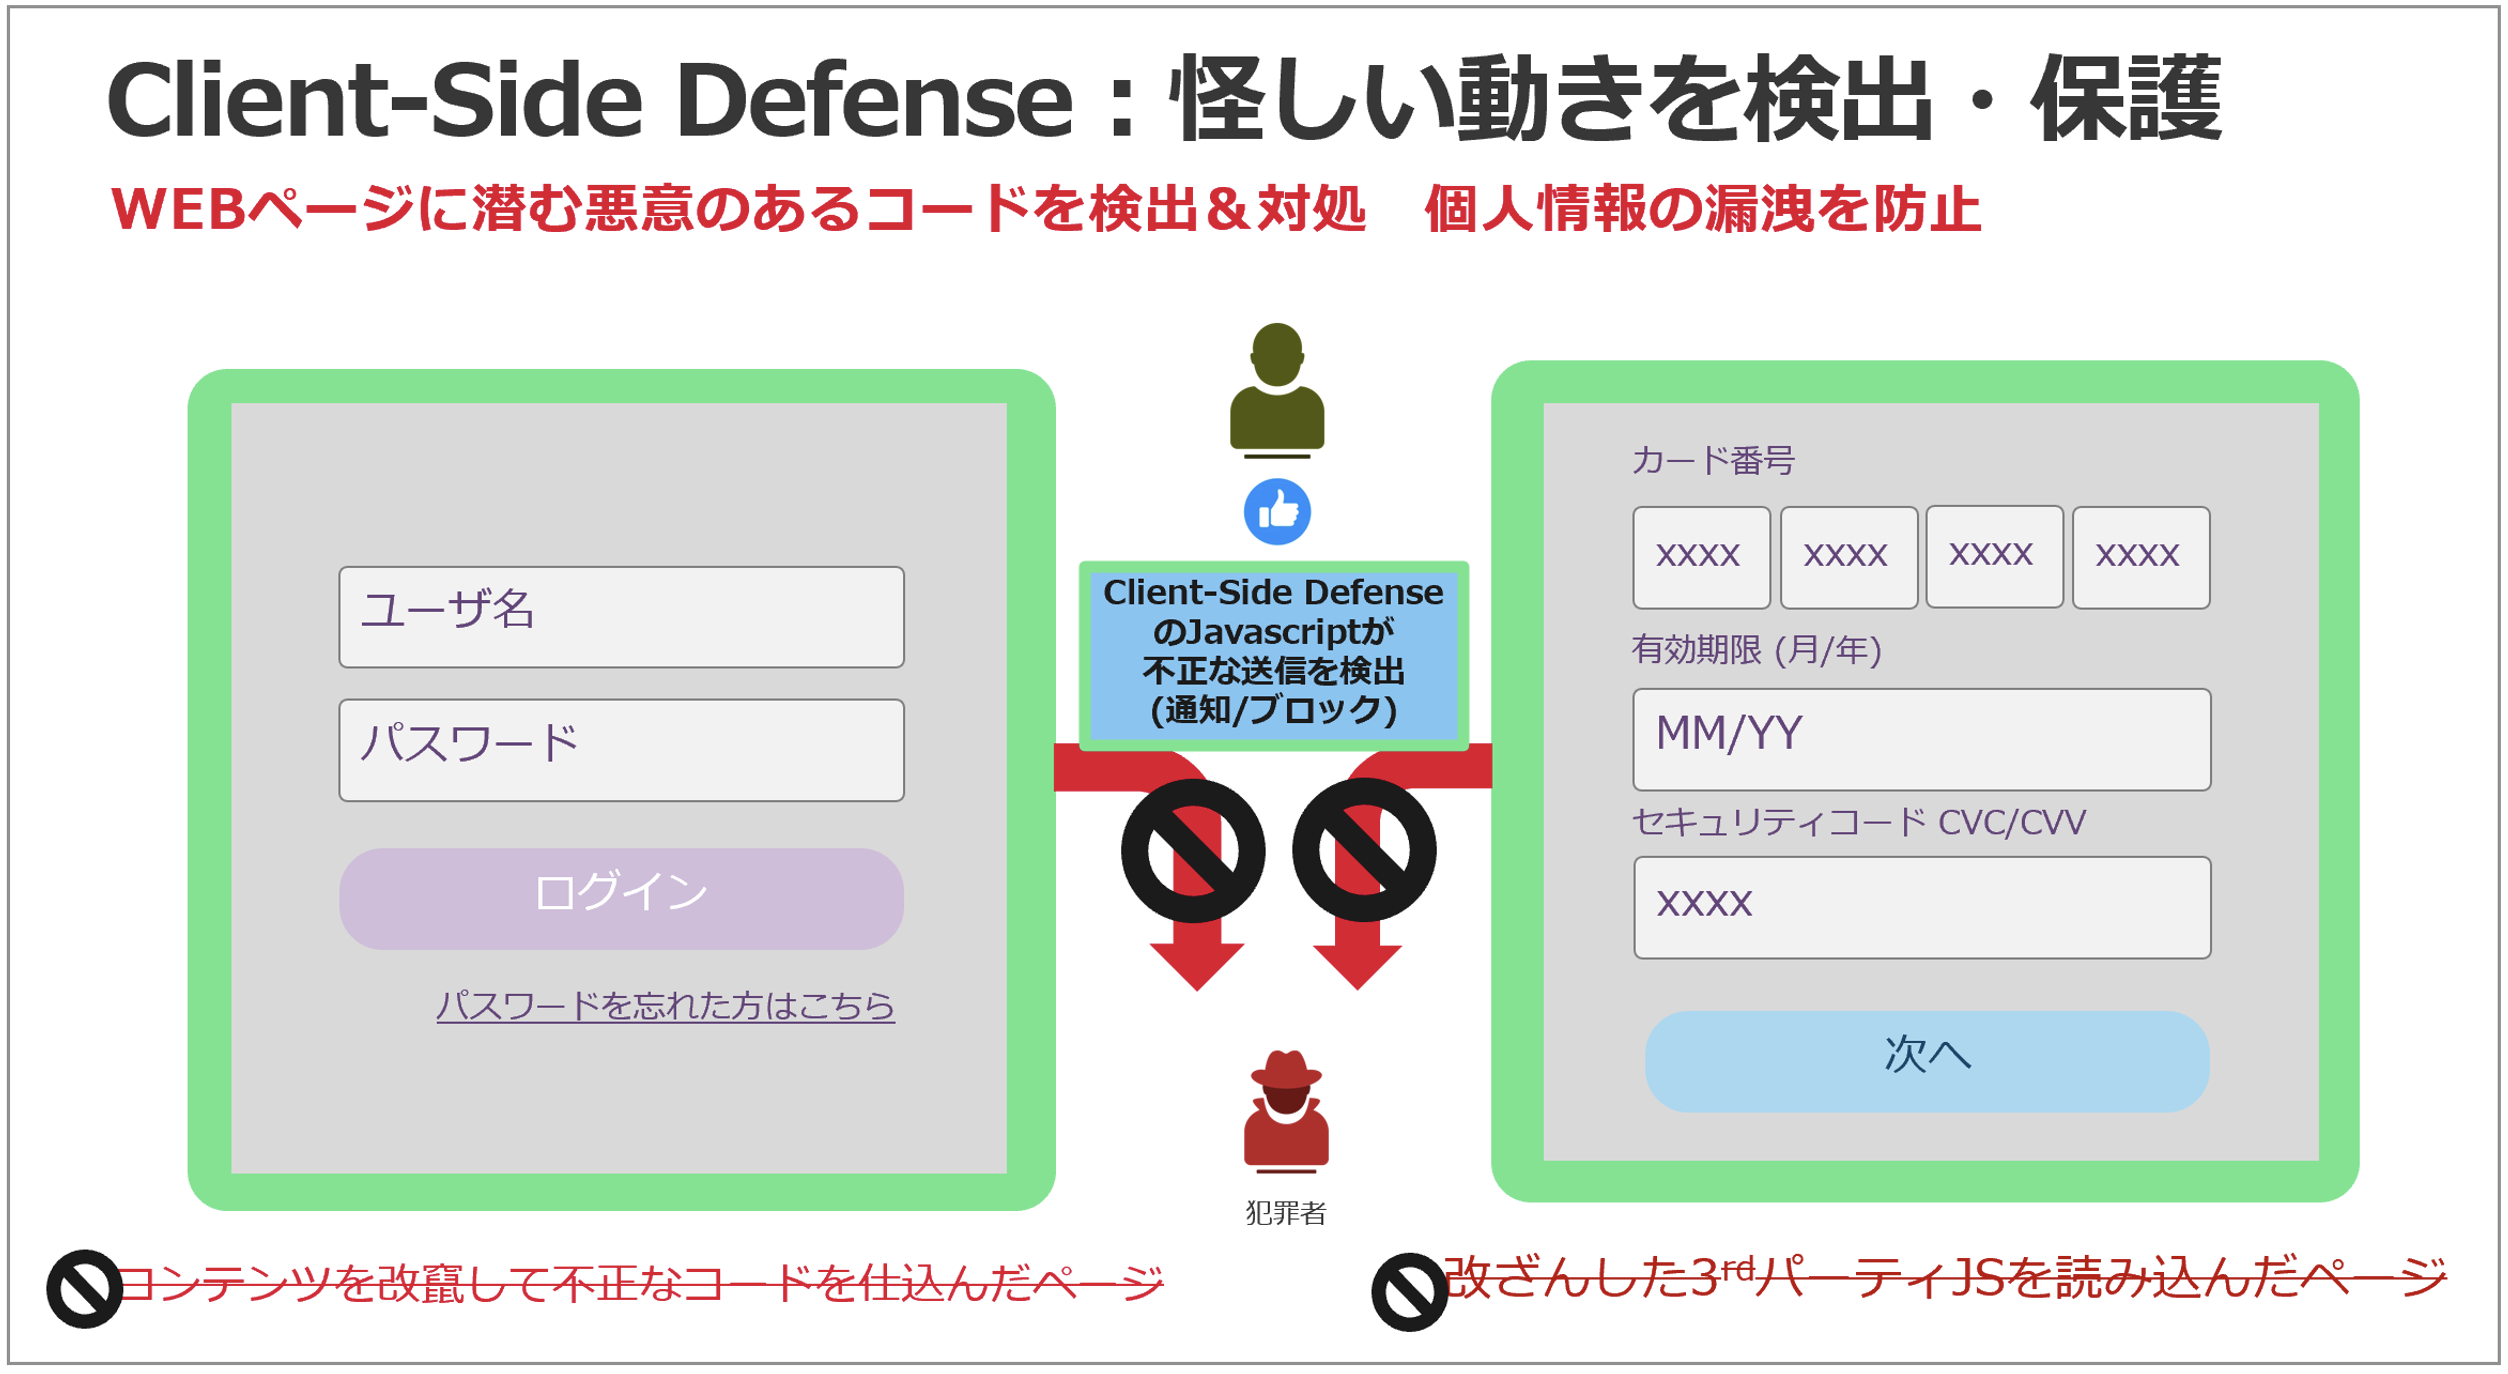 Client-Side Defense：怪しい動きを検出・保護
WEBページに潜む悪意のあるコードを検出＆対処　個人情報の漏洩を防止
ユーザ名
パスワード
ログイン
パスワードを忘れた方はこちら
Client-Side Defense
のJavascriptが
不正な送信を検出
(通知/ブロック)
犯罪者
カード番号
xxxx xxxx xxxx xxxx
有効期限 (月/年)
MM/YY
セキュリティコード CVC/CVV
xxxx
次へ
コンテンツを改竄して不正なコードを仕込んだページ
改ざんした3rdパーティJSを読み込んだページ